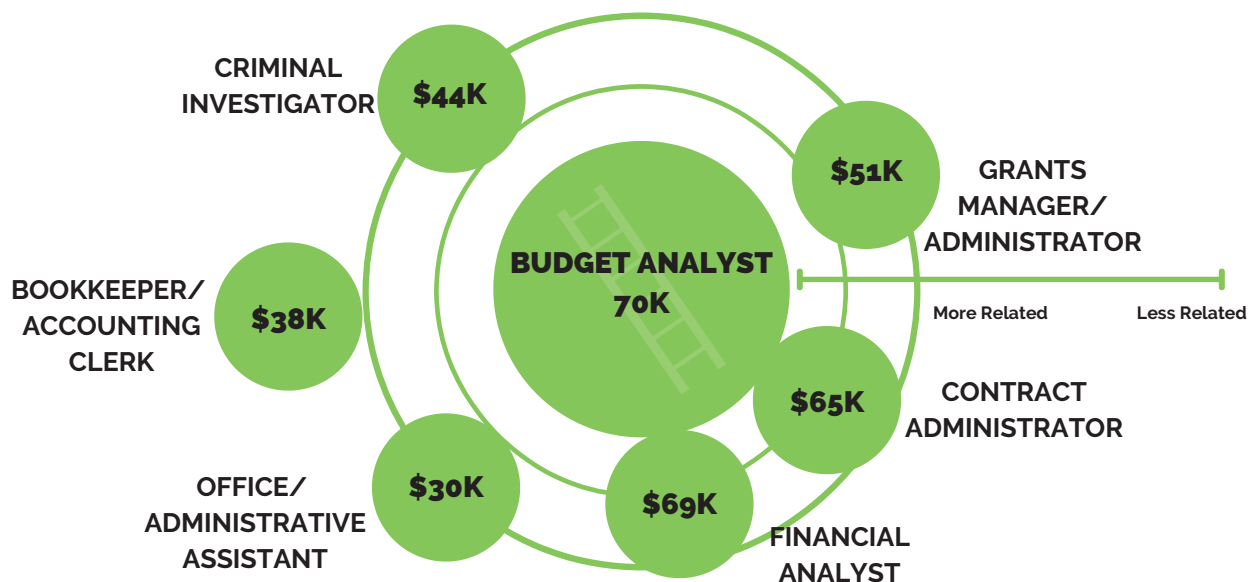 CRIMINAL
INVESTIGATOR
$44K
$51K
GRANTS
MANAGER/
ADMINISTRATOR
BUDGET ANALYST
70K
BOOKKEEPER/
ACCOUNTING
CLERK
$38K
More Related
Less Related
$65K
CONTRACT
ADMINISTRATOR
OFFICE/
ADMINISTRATIVE
ASSISTANT
$30K
$69K
FINANCIAL
ANALYST